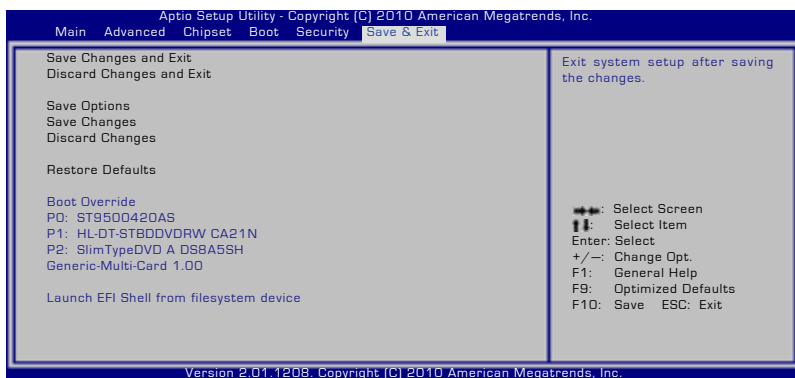 Aptio Setup Utility - Copyright (C) 2010 American Megatrends, Inc.
Main Advanced Chipset Boot Security Save & Exit
Save Changes and Exit
Discard Changes and Exit
Save Options
Save Changes
Discard Changes
Restore Defaults
Boot Override
P0: ST9500420AS
P1: HL-DT-STBDDVDRW CA21N
P2: SlimTypeDVD A DS8A5SH
Generic-Multi-Card 1.00
Launch EFI Shell from filesystem device
Exit system setup after saving
the changes.
→←: Select Screen
↑↓: Select Item
Enter: Select
+/—: Change Opt.
F1: General Help
F9: Optimized Defaults
F10: Save ESC: Exit
Version 2.01.1208. Copyright (C) 2010 American Megatrends, Inc.